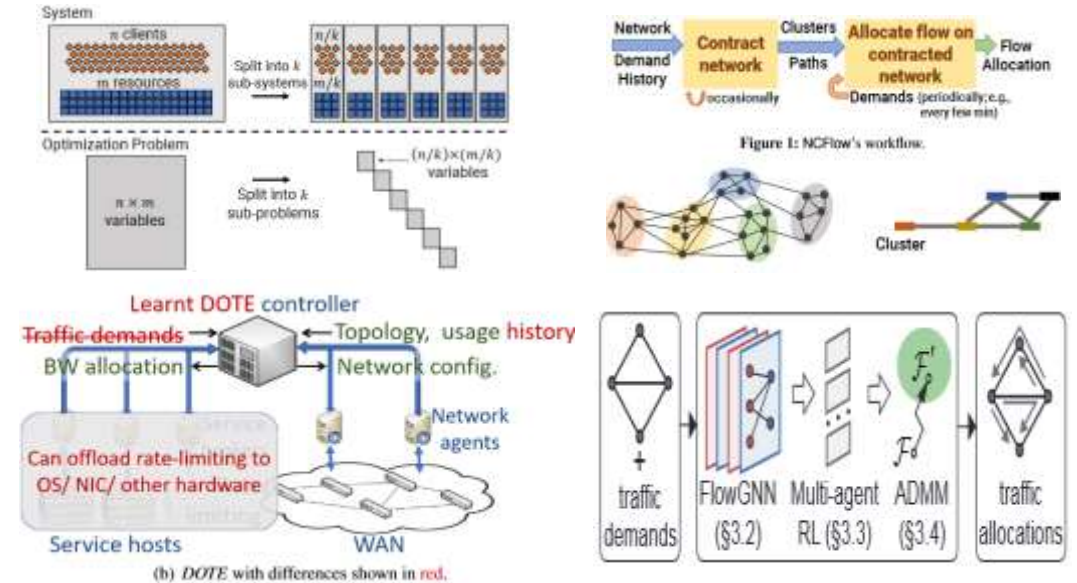 System
n clients
m resources
Split into k
sub-systems
n/k
m/k
Optimization Problem
n × m
variables
Split into k
sub-problems
(n/k)×(m/k)
variables
Network
Demand
History
Contract
network
occasionally
Clusters
Paths
Allocate flow on
contracted
network
Demands (periodically; e.g.,
every few min)
Flow
Allocation
Figure 1: NCFlow's workflow.
Cluster
Learnt DOTE controller
Traffic demands
BW allocation
Topology, usage history
Network config.
Network
agents
Can offload rate-limiting to
OS/ NIC/ other hardware
limiting
Service hosts
WAN
(b) DOTE with differences shown in red.
traffic
demands
+
FlowGNN
(§3.2)
Multi-agent
RL (§3.3)
F
F'
ADMM
(§3.4)
traffic
allocations